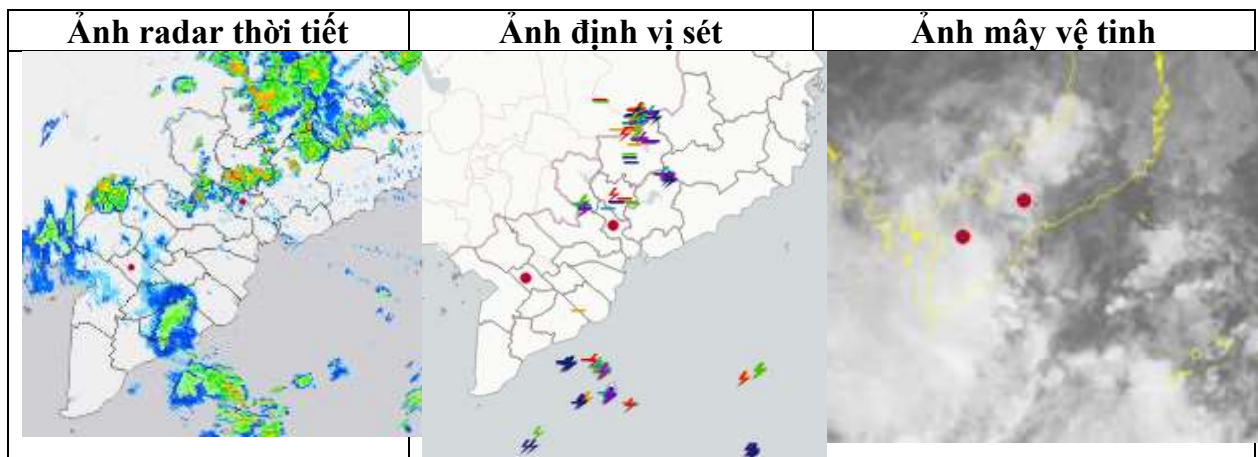 Ảnh radar thời tiết
Ảnh định vị sét
Ảnh mây vệ tinh